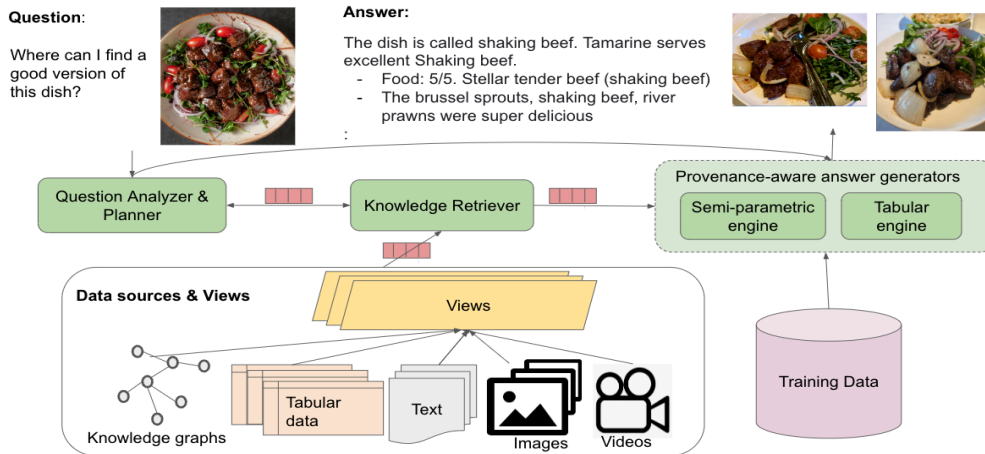 Question:
Where can I find a
good version of
this dish?
Answer:
The dish is called shaking beef. Tamarine serves
excellent Shaking beef.
- Food: 5/5. Stellar tender beef (shaking beef)
- The brussel sprouts, shaking beef, river
prawns were super delicious
:
Question Analyzer &
Planner
Knowledge Retriever
Provenance-aware answer generators
Semi-parametric
engine
Tabular
engine
Data sources & Views
Views
Knowledge graphs
Tabular
data
Text
Images
Videos
Training Data